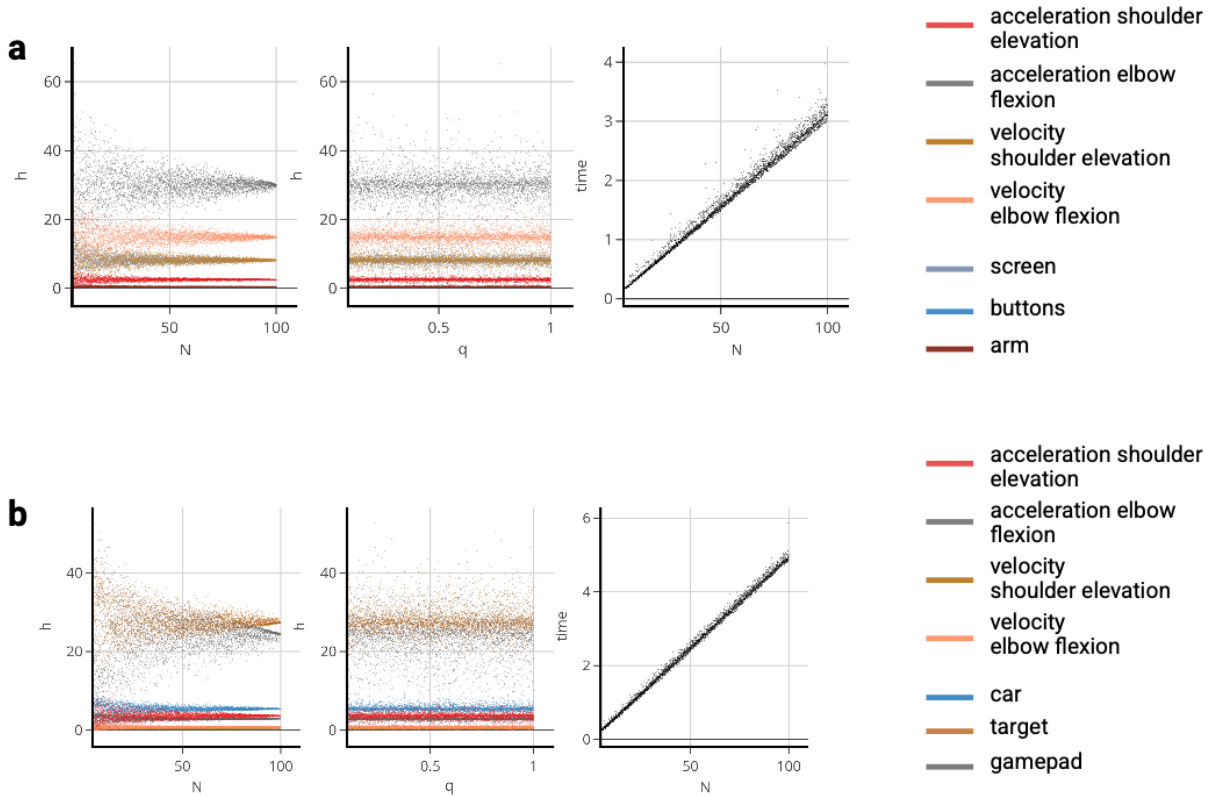 a
60
40
20
0
h
50
100
N
h
60
40
20
0
0.5
1
q
time
4
3
2
1
0
50
100
N
acceleration shoulder
elevation
acceleration elbow
flexion
velocity
shoulder elevation
velocity
elbow flexion
screen
buttons
arm
b
40
20
0
h
50
100
N
h
40
20
0
0.5
1
q
time
6
4
2
0
50
100
N
acceleration shoulder
elevation
acceleration elbow
flexion
velocity
shoulder elevation
velocity
elbow flexion
car
target
gamepad